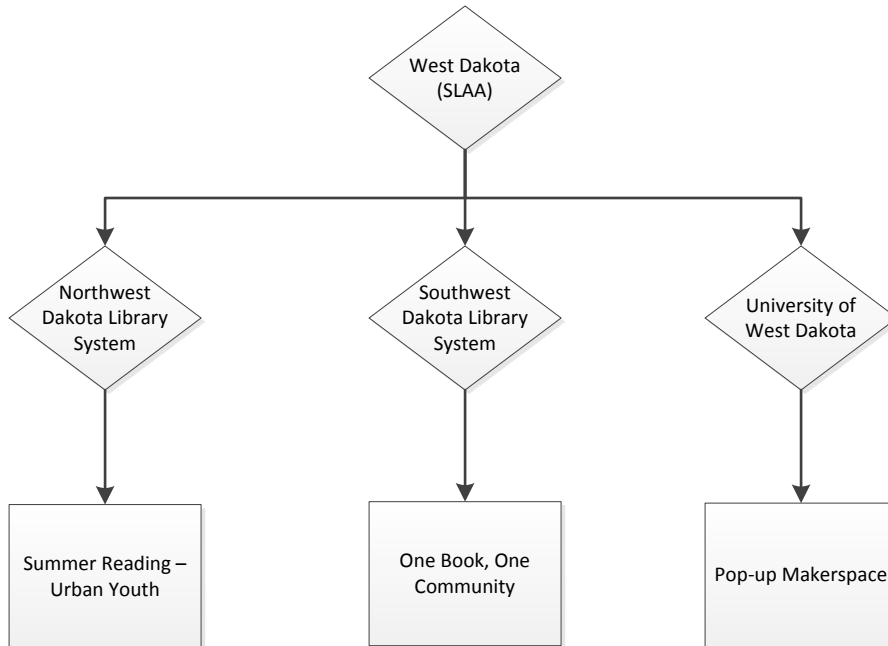 West Dakota
(SLAA)
Northwest
Dakota Library
System
Southwest
Dakota Library
System
University of
West Dakota
Summer Reading –
Urban Youth
One Book, One
Community
Pop-up Makerspace